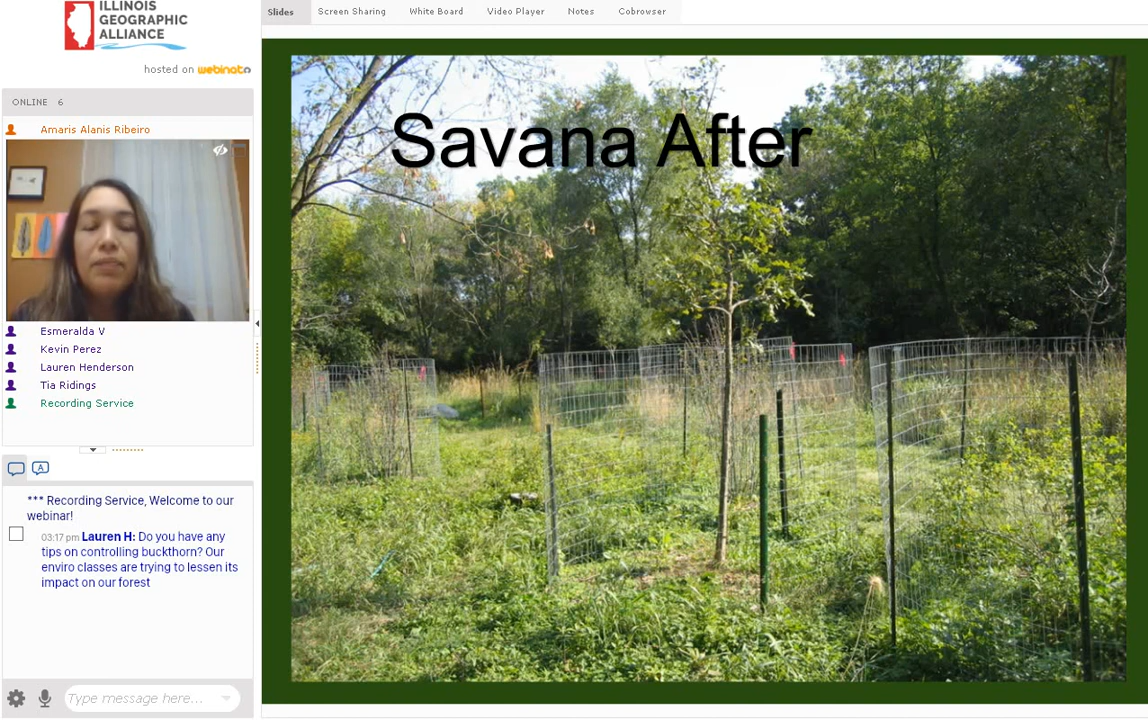 ILLINOIS
GEOGRAPHIC
ALLIANCE
hosted on webinato
ONLINE 6
Amaris Alanis Ribeiro
Esmeralda V
Kevin Perez
Lauren Henderson
Tia Ridings
Recording Service
A
*** Recording Service, Welcome to our
webinar!
03:17 pm Lauren H: Do you have any
tips on controlling buckthorn? Our
enviro classes are trying to lessen its
impact on our forest
Type message here...
Slides Screen Sharing White Board Video Player Notes Cobrowser
Savana After